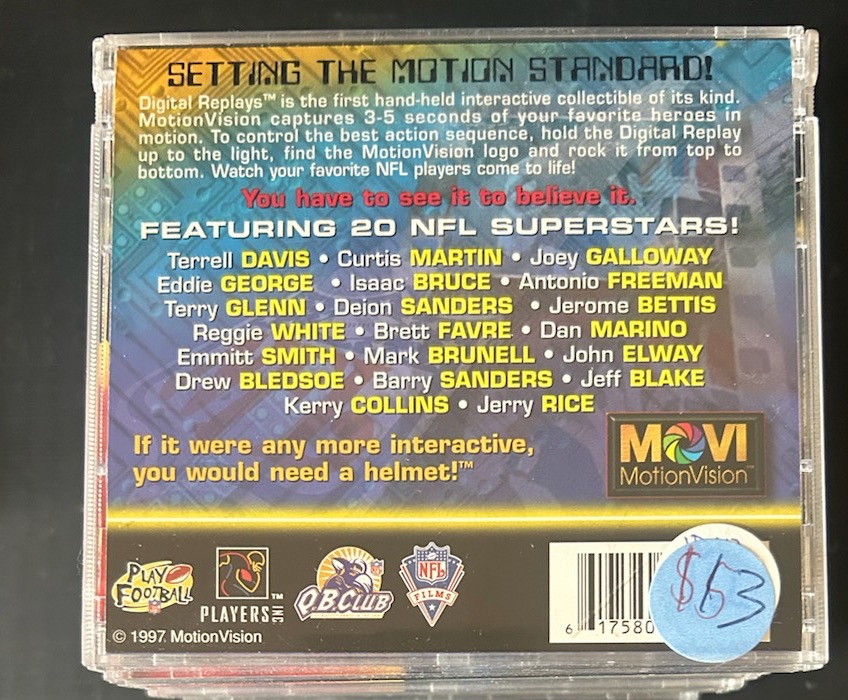 SETTING THE MOTION STANDARD!
Digital Replays™ is the first hand-held interactive collectible of its kind.
MotionVision captures 3-5 seconds of your favorite heroes in
motion. To control the best action sequence, hold the Digital Replay
up to the light, find the MotionVision logo and rock it from top to
bottom. Watch your favorite NFL players come to life!
You have to see it to believe it.
FEATURING 20 NFL SUPERSTARS!
Terrell DAVIS • Curtis MARTIN • Joey GALLOWAY
Eddie GEORGE • Isaac BRUCE • Antonio FREEMAN
Terry GLENN • Deion SANDERS • Jerome BETTIS
Reggie WHITE • Brett FAVRE • Dan MARINO
Emmitt SMITH • Mark BRUNELL • John ELWAY
Drew BLEDSOE • Barry SANDERS • Jeff BLAKE
Kerry COLLINS • Jerry RICE
If it were any more interactive,
you would need a helmet!™
MOVI
MotionVision™
PLAY
FOOTBALL
PLAYERS INC™
Q.B.CLUB
NFL
FILMS
6 17580
© 1997 MotionVision